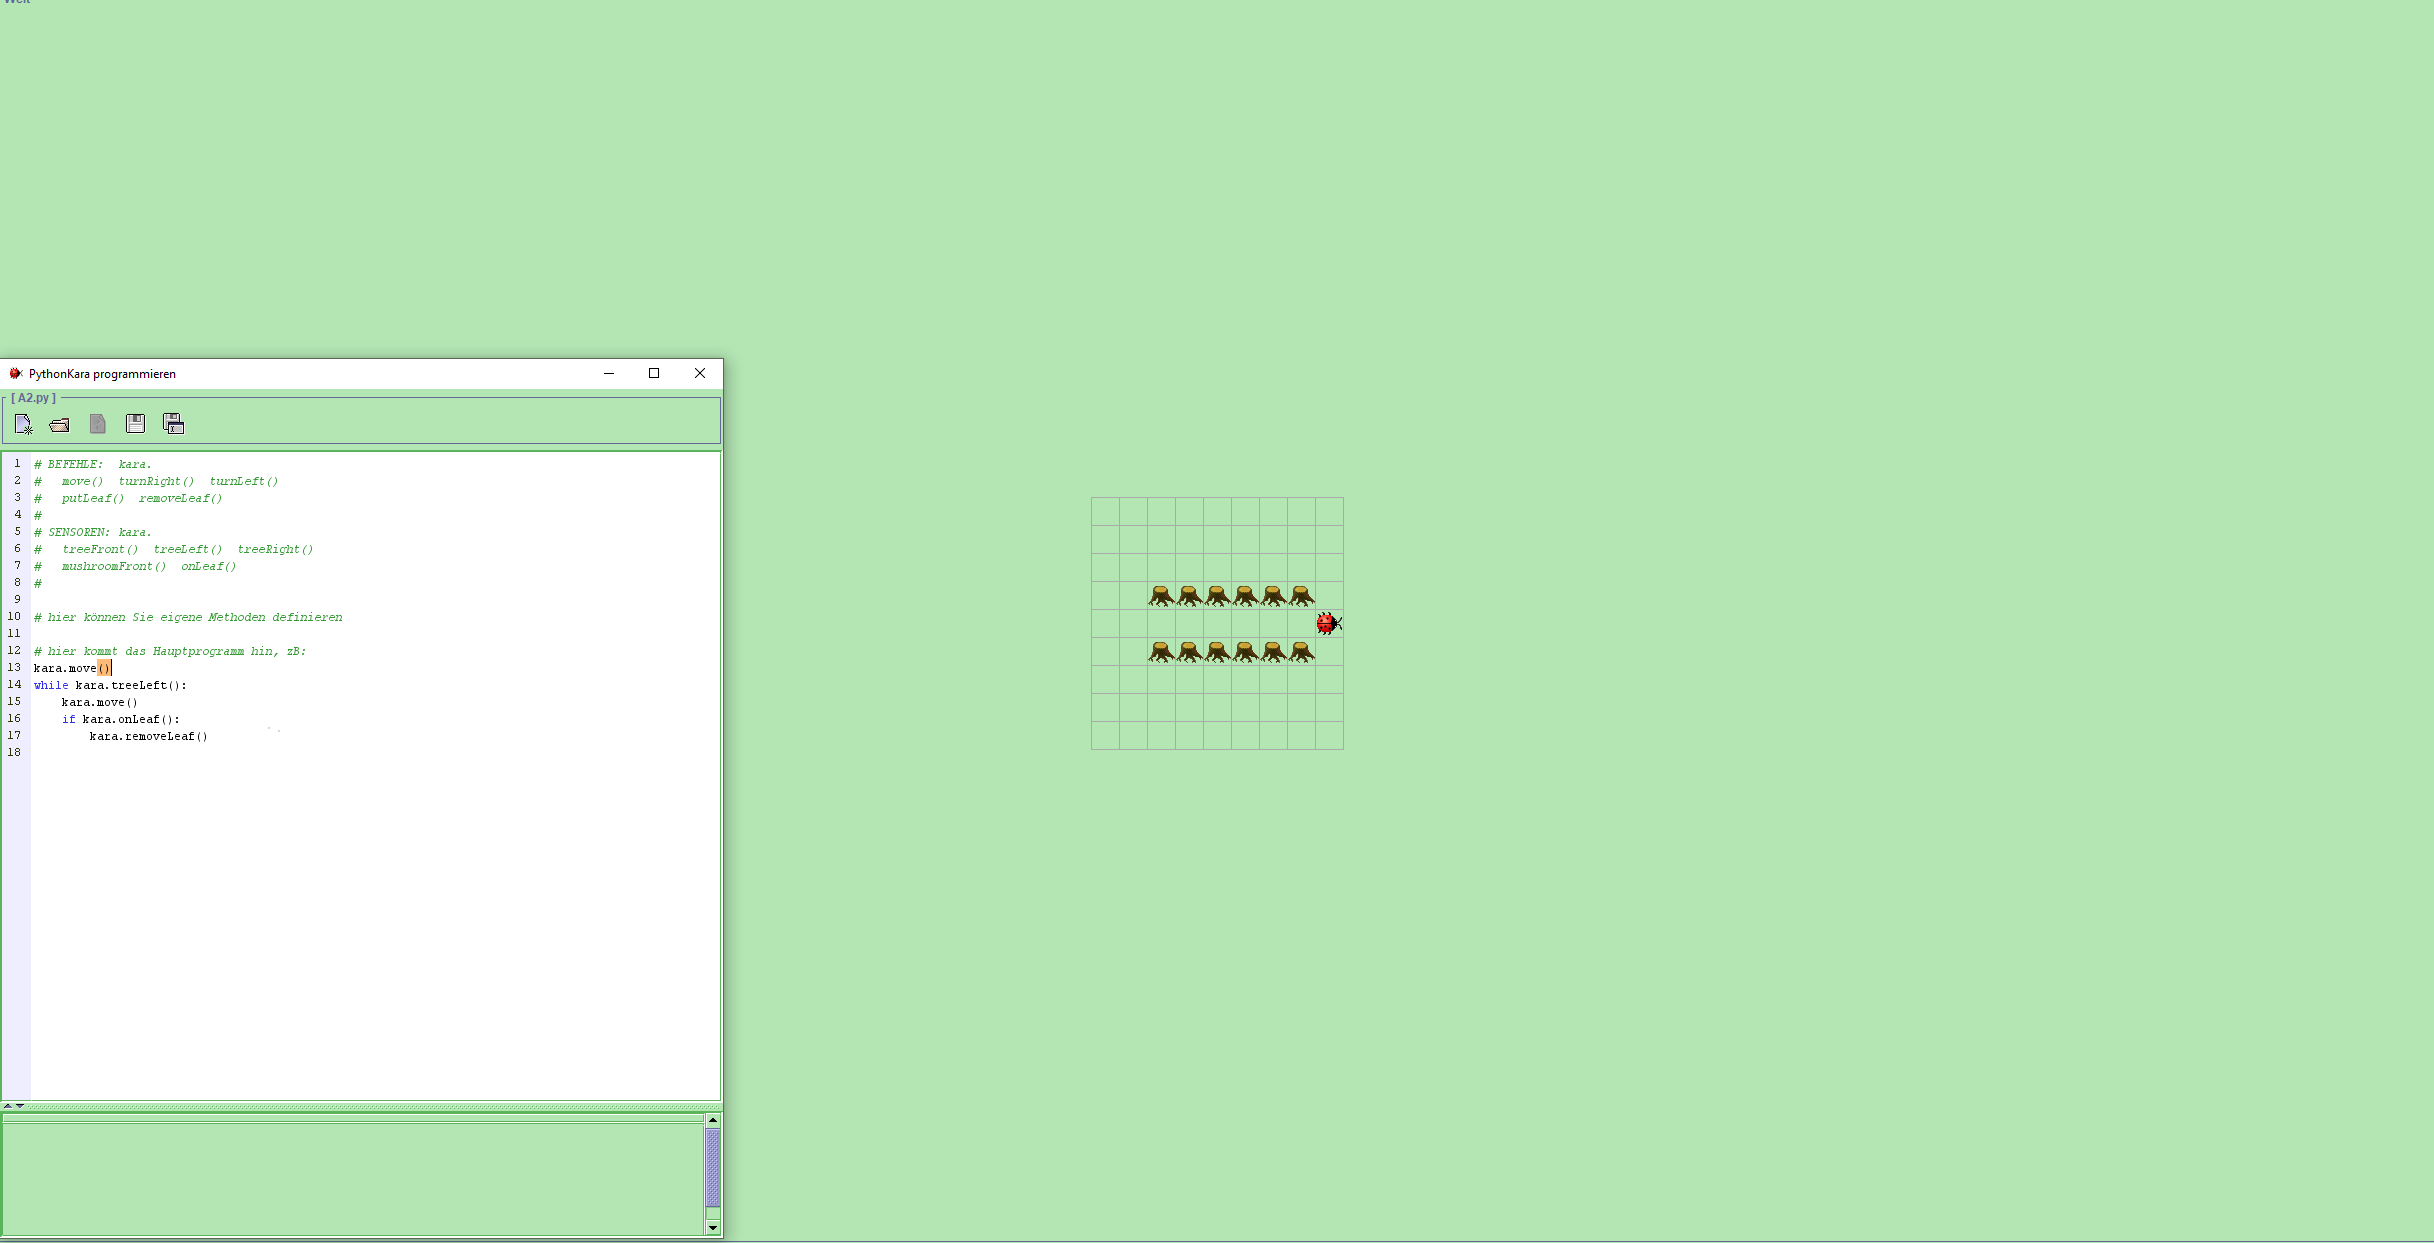 Welt
PythonKara programmieren
[ A2.py ]
1 # BEFEHLE:  kara.
2 #   move()  turnRight()  turnLeft()
3 #   putLeaf()  removeLeaf()
4 #
5 # SENSOREN: kara.
6 #   treeFront()  treeLeft()  treeRight()
7 #   mushroomFront()  onLeaf()
8 #
9
10 # hier können Sie eigene Methoden definieren
11
12 # hier kommt das Hauptprogramm hin, zB:
13 kara.move()
14 while kara.treeLeft():
15     kara.move()
16     if kara.onLeaf():
17         kara.removeLeaf()
18